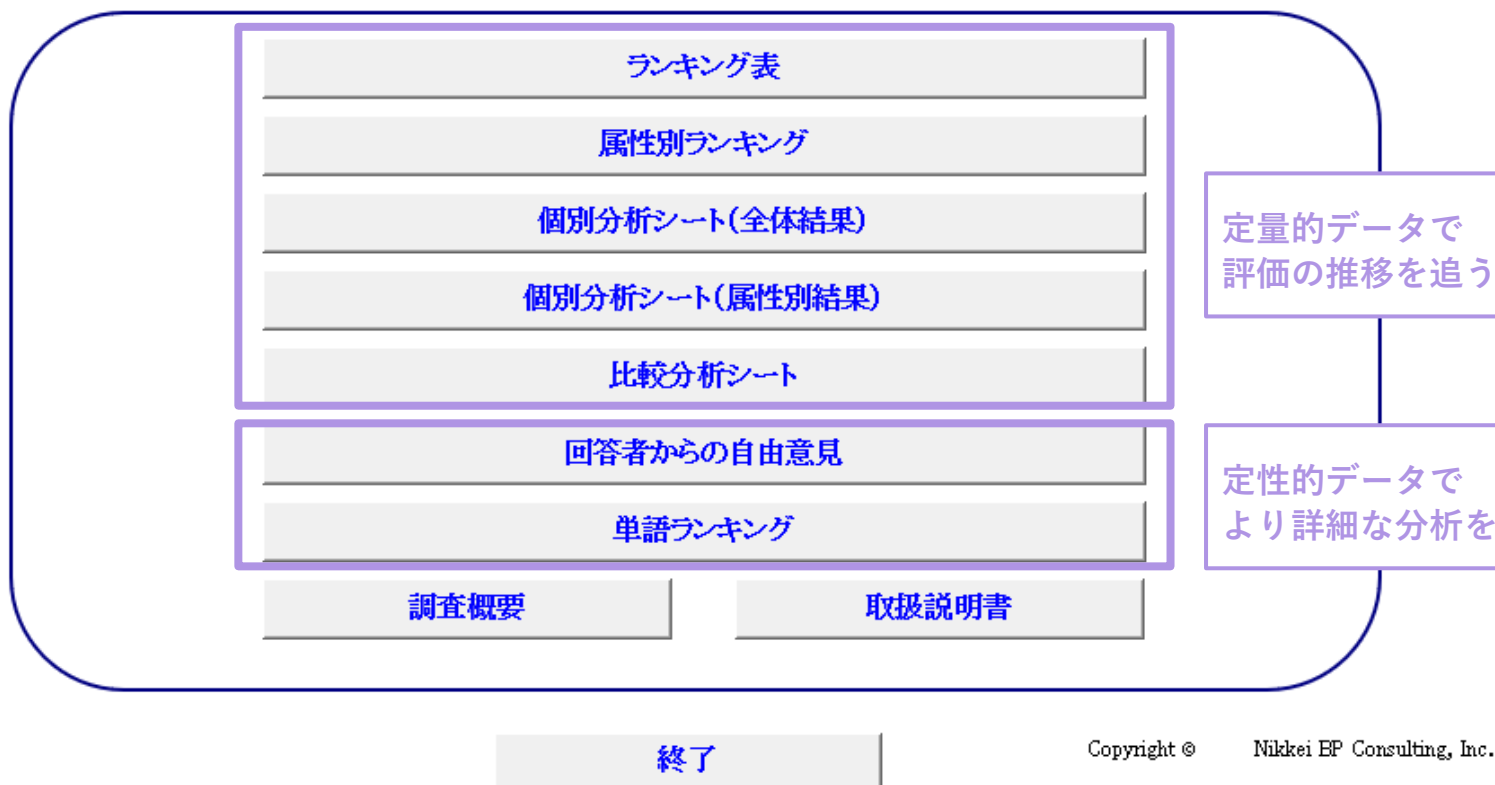 ランキング表
属性別ランキング
個別分析シート(全体結果)
個別分析シート(属性別結果)
比較分析シート
定量的データで
評価の推移を追う
回答者からの自由意見
単語ランキング
定性的データで
より詳細な分析を
調査概要
取扱説明書
終了
Copyright © Nikkei BP Consulting, Inc.